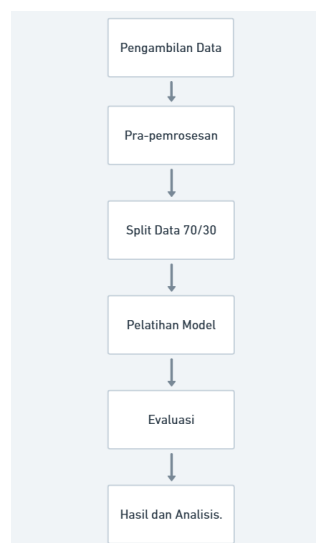 Pengambilan Data
Pra-pemrosesan
Split Data 70/30
Pelatihan Model
Evaluasi
Hasil dan Analisis.